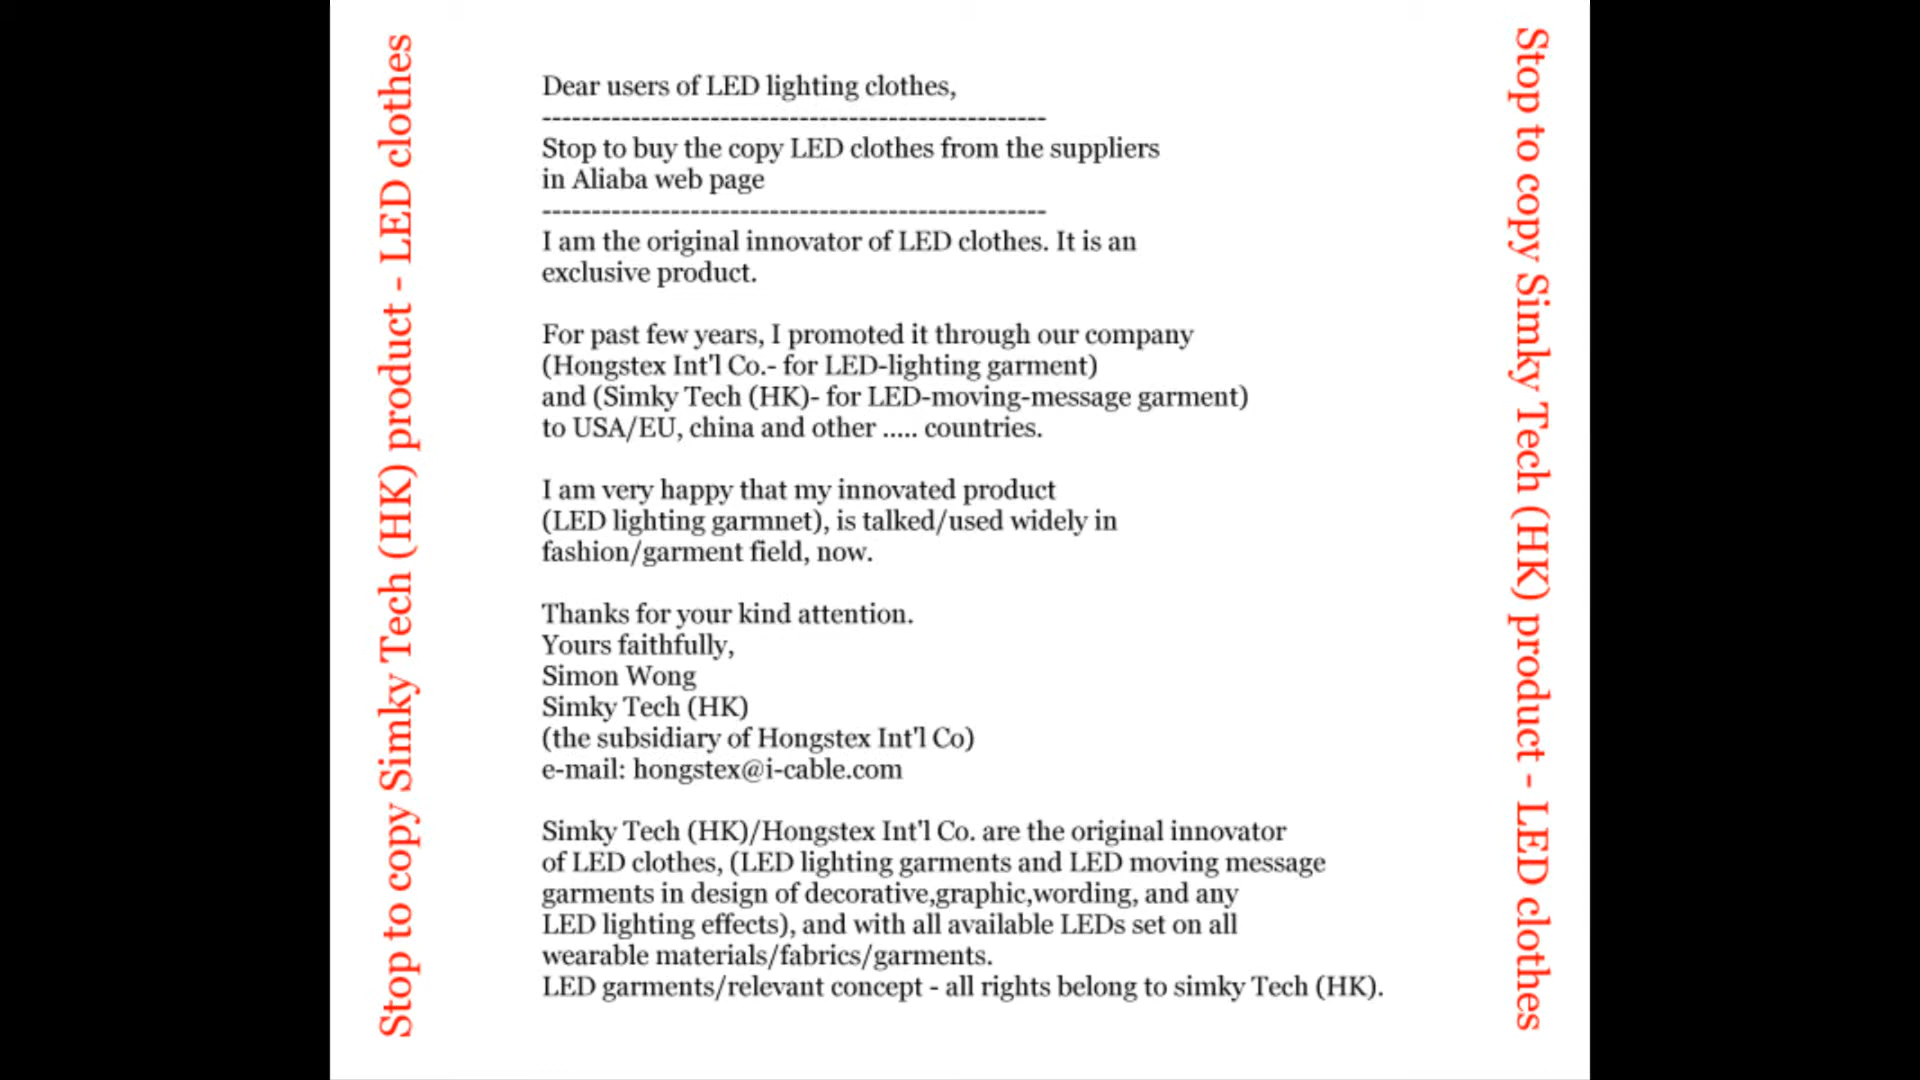 Stop to copy Simky Tech (HK) product - LED clothes
Dear users of LED lighting clothes,
---------------------------------------------------
Stop to buy the copy LED clothes from the suppliers
in Aliaba web page
---------------------------------------------------
I am the original innovator of LED clothes. It is an
exclusive product.
For past few years, I promoted it through our company
(Hongstex Int'l Co.- for LED-lighting garment)
and (Simky Tech (HK)- for LED-moving-message garment)
to USA/EU, china and other ..... countries.
I am very happy that my innovated product
(LED lighting garmnet), is talked/used widely in
fashion/garment field, now.
Thanks for your kind attention.
Yours faithfully,
Simon Wong
Simky Tech (HK)
(the subsidiary of Hongstex Int'l Co)
e-mail: hongstex@i-cable.com
Simky Tech (HK)/Hongstex Int'l Co. are the original innovator
of LED clothes, (LED lighting garments and LED moving message
garments in design of decorative,graphic,wording, and any
LED lighting effects), and with all available LEDs set on all
wearable materials/fabrics/garments.
LED garments/relevant concept - all rights belong to simky Tech (HK).
Stop to copy Simky Tech (HK) product - LED clothes